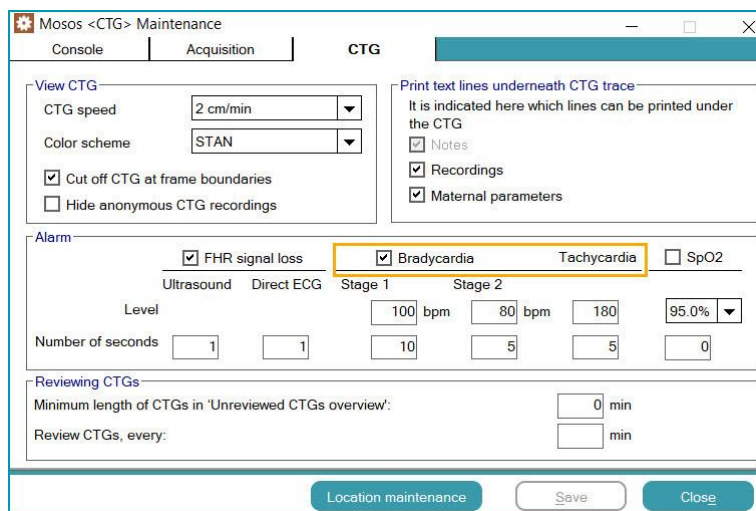 Mosos <CTG> Maintenance
Console Acquisition CTG
View CTG
CTG speed 2 cm/min
Color scheme STAN
Cut off CTG at frame boundaries
Hide anonymous CTG recordings
Print text lines underneath CTG trace
It is indicated here which lines can be printed under
the CTG
Notes
Recordings
Maternal parameters
Alarm
FHR signal loss Bradycardia Tachycardia SpO2
Ultrasound Direct ECG Stage 1 Stage 2
Level 100 bpm 80 bpm 180 95.0%
Number of seconds 1 1 10 5 5 0
Reviewing CTGs
Minimum length of CTGs in 'Unreviewed CTGs overview': 0 min
Review CTGs, every: min
Location maintenance Save Close